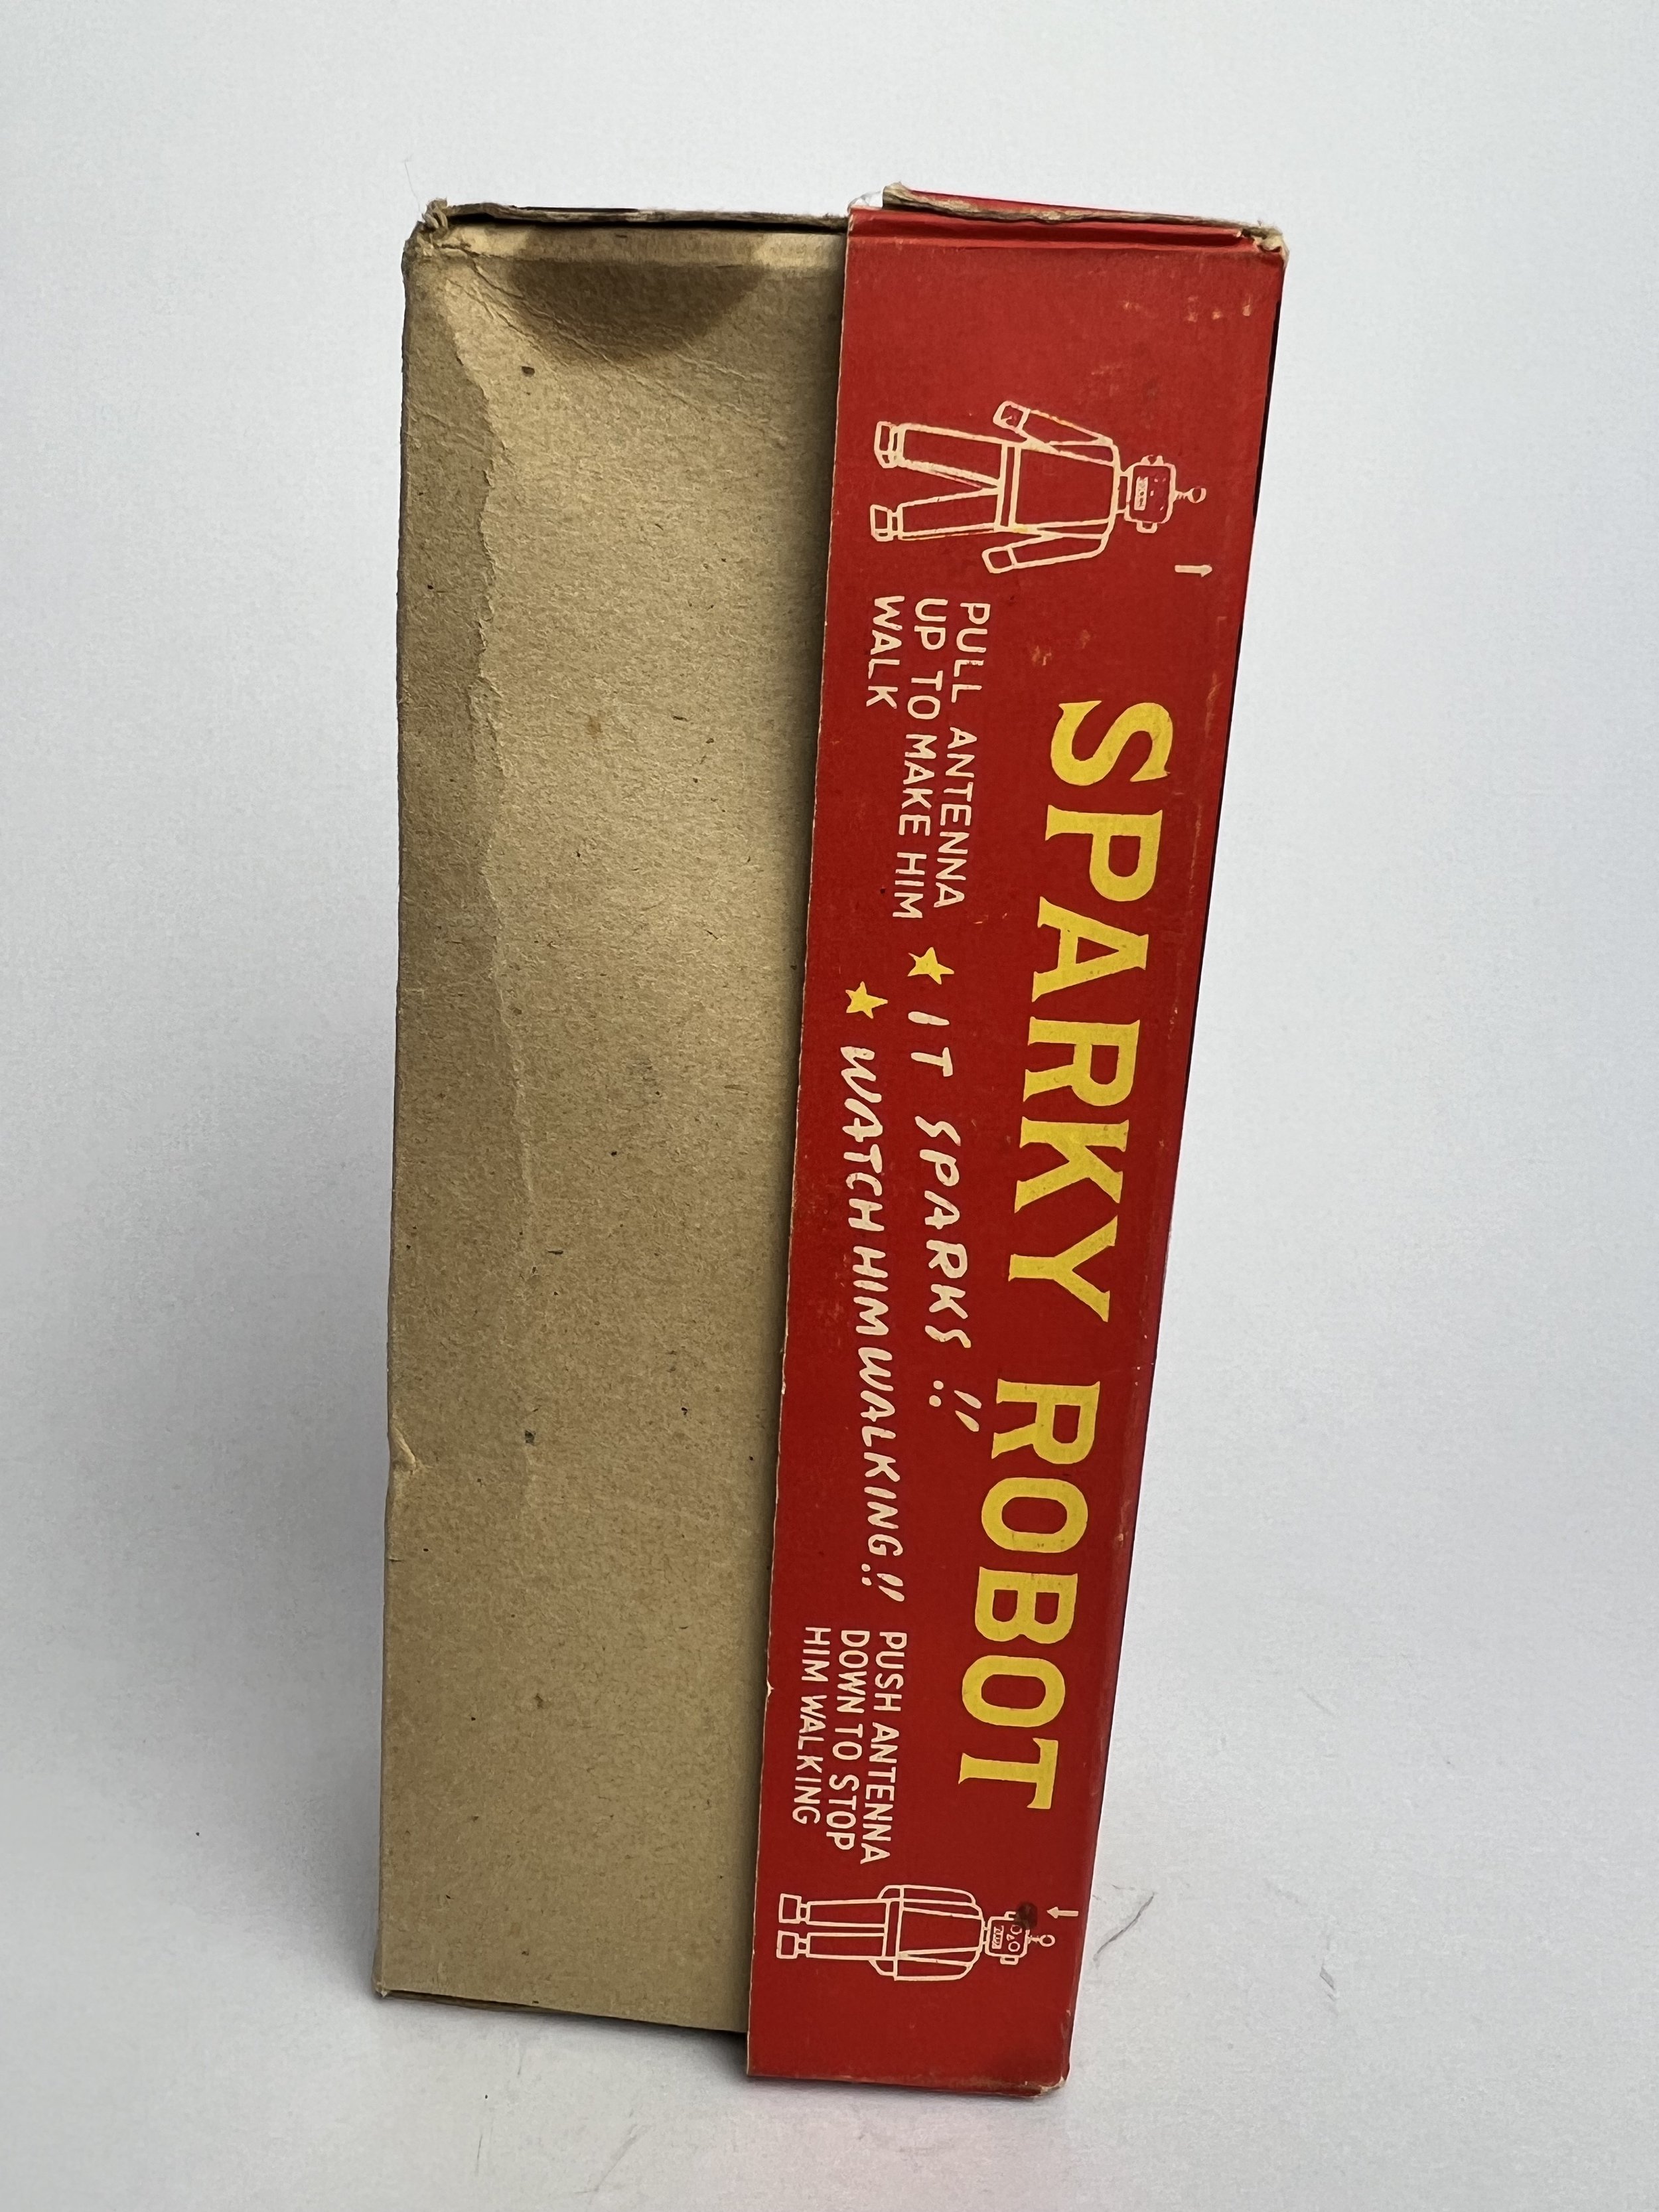 SPARKY ROBOT
PULL ANTENNA
UP TO MAKE HIM
WALK
★ IT SPARKS!!
★ WATCH HIM WALKING!!
PUSH ANTENNA
DOWN TO STOP
HIM WALKING